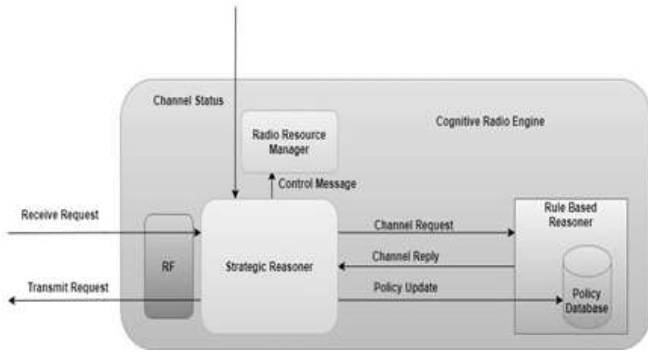 Channel Status
Cognitive Radio Engine
Radio Resource
Manager
Control Message
Receive Request
Channel Request
Rule Based
Reasoner
RF
Strategic Reasoner
Channel Reply
Transmit Request
Policy Update
Policy
Database